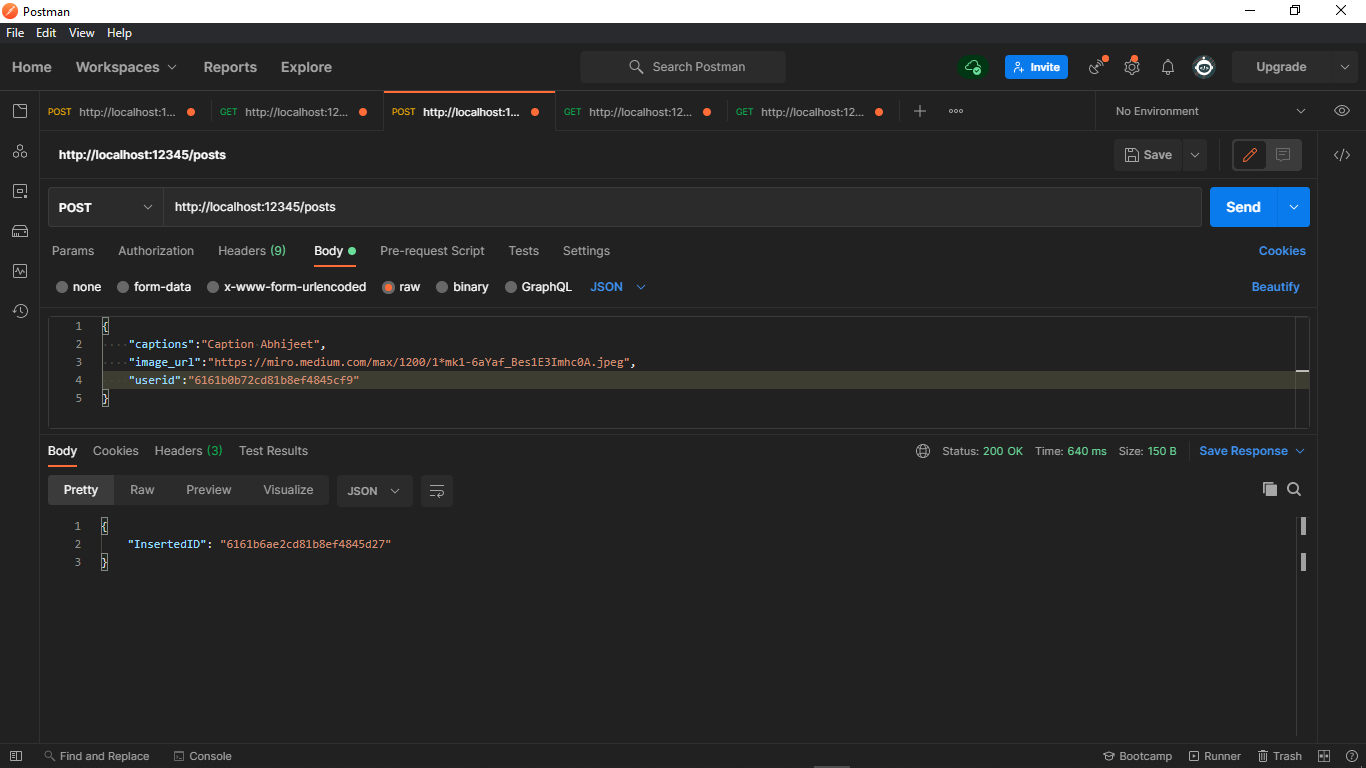 Postman
File Edit View Help
Home Workspaces Reports Explore Search Postman Invite Upgrade
POST http://localhost:1... GET http://localhost:12... POST http://localhost:1... GET http://localhost:12... GET http://localhost:12... No Environment
http://localhost:12345/posts Save
POST http://localhost:12345/posts Send
Params Authorization Headers (9) Body Pre-request Script Tests Settings Cookies
none form-data x-www-form-urlencoded raw binary GraphQL JSON Beautify
1 {
2 "captions":"Caption Abhijeet",
3 "image_url":"https://miro.medium.com/max/1200/1*mk1-6aYaf_Bes1E3Imhc0A.jpeg",
4 "userid":"6161b0b72cd81b8ef4845cf9"
5 }
Body Cookies Headers (3) Test Results Status: 200 OK Time: 640 ms Size: 150 B Save Response
Pretty Raw Preview Visualize JSON
1 {
2 "InsertedID": "6161b6ae2cd81b8ef4845d27"
3 }
Find and Replace Console Bootcamp Runner Trash